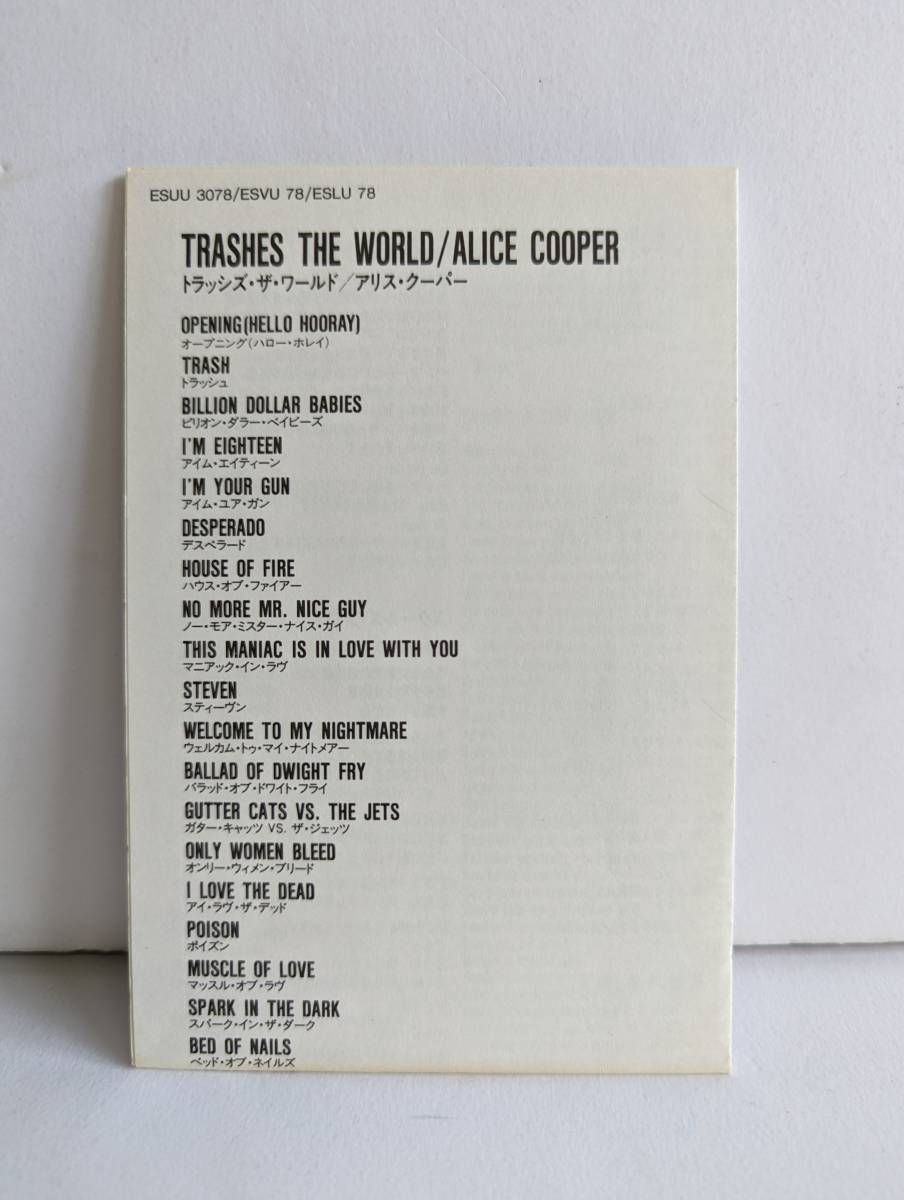 ESUU 3078/ESVU 78/ESLU 78
TRASHES THE WORLD/ALICE COOPER
トラッシズ・ザ・ワールド/アリス・クーパー
OPENING(HELLO HOORAY)
オープニング(ハロー・ホレイ)
TRASH
トラッシュ
BILLION DOLLAR BABIES
ビリオン・ダラー・ベイビーズ
I'M EIGHTEEN
アイム・エイティーン
I'M YOUR GUN
アイム・ユア・ガン
DESPERADO
デスペラード
HOUSE OF FIRE
ハウス・オブ・ファイアー
NO MORE MR. NICE GUY
ノー・モア・ミスター・ナイス・ガイ
THIS MANIAC IS IN LOVE WITH YOU
マニアック・イン・ラヴ
STEVEN
スティーヴン
WELCOME TO MY NIGHTMARE
ウェルカム・トゥ・マイ・ナイトメアー
BALLAD OF DWIGHT FRY
バラッド・オブ・ドワイト・フライ
GUTTER CATS VS. THE JETS
ガター・キャッツ VS. ザ・ジェッツ
ONLY WOMEN BLEED
オンリー・ウィメン・ブリード
I LOVE THE DEAD
アイ・ラヴ・ザ・デッド
POISON
ポイズン
MUSCLE OF LOVE
マッスル・オブ・ラヴ
SPARK IN THE DARK
スパーク・イン・ザ・ダーク
BED OF NAILS
ベッド・オブ・ネイルズ